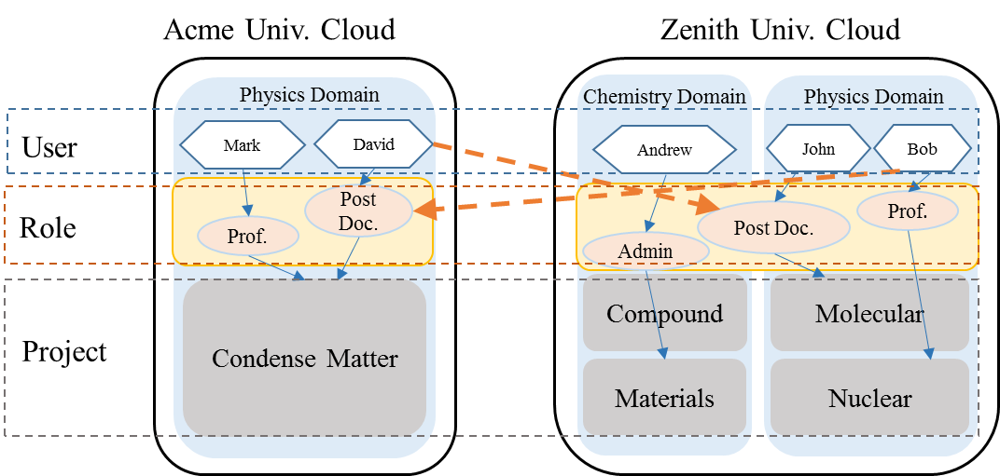 Acme Univ. Cloud
Zenith Univ. Cloud
Physics Domain
Chemistry Domain
Physics Domain
User
Mark
David
Andrew
John
Bob
Role
Prof.
Post
Doc.
Admin
Post Doc.
Prof.
Project
Condense Matter
Compound
Molecular
Materials
Nuclear